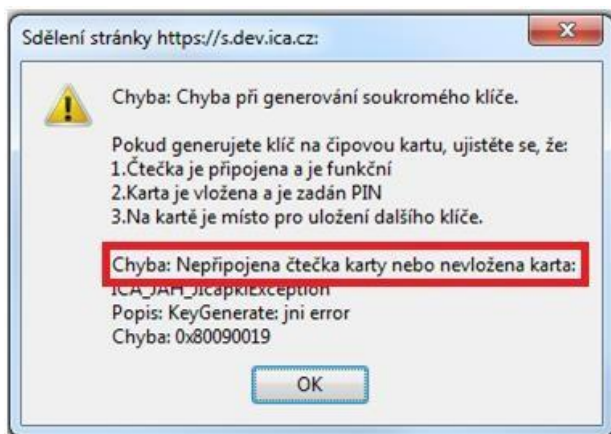 Sdělení stránky https://s.dev.ica.cz:
Chyba: Chyba při generování soukromého klíče.
Pokud generujete klíč na čipovou kartu, ujistěte se, že:
1.Čtečka je připojena a je funkční
2.Karta je vložena a je zadán PIN
3.Na kartě je místo pro uložení dalšího klíče.
Chyba: Nepřipojena čtečka karty nebo nevložena karta:
ICA_JAH_JIcapkiException
Popis: KeyGenerate: jni error
Chyba: 0x80090019
OK